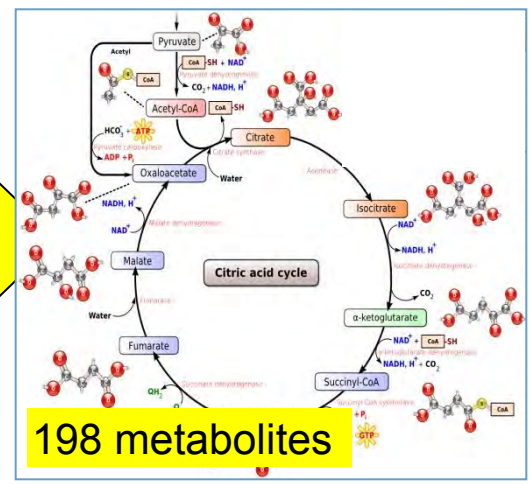 Pyruvate
Acetyl
CoA -SH + NAD+
Pyruvate dehydrogenase
CO2 + NADH, H+
S CoA
Acetyl-CoA CoA -SH
HCO3- + ATP
Pyruvate carboxylase
ADP + Pi
Citrate
Citrate synthase
Water
Aconitase
Oxaloacetate
NADH, H+
Malate dehydrogenase
NAD+
Isocitrate
NAD+
NADH, H+
Isocitrate dehydrogenase
Malate
Citric acid cycle
CO2
Water
Fumarase
α-ketoglutarate
NAD+ + CoA -SH
α-ketoglutarate dehydrogenase
NADH, H+ + CO2
Fumarate
Succinyl-CoA
QH2
Succinate dehydrogenase
Q
Succinyl-CoA synthetase
+ Pi
GTP
S CoA
198 metabolites